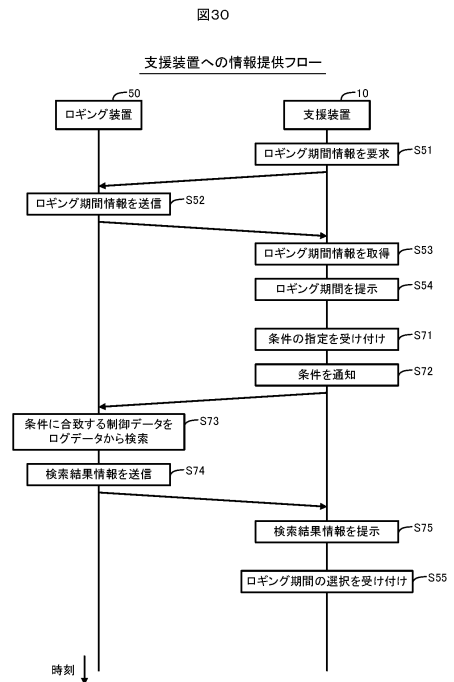 図30
支援装置への情報提供フロー
50
10
ロギング装置
支援装置
ロギング期間情報を要求
S51
ロギング期間情報を送信
S52
ロギング期間情報を取得
S53
ロギング期間を提示
S54
条件の指定を受け付け
S71
条件を通知
S72
条件に合致する制御データを
ログデータから検索
S73
検索結果情報を送信
S74
検索結果情報を提示
S75
ロギング期間の選択を受け付け
S55
時刻